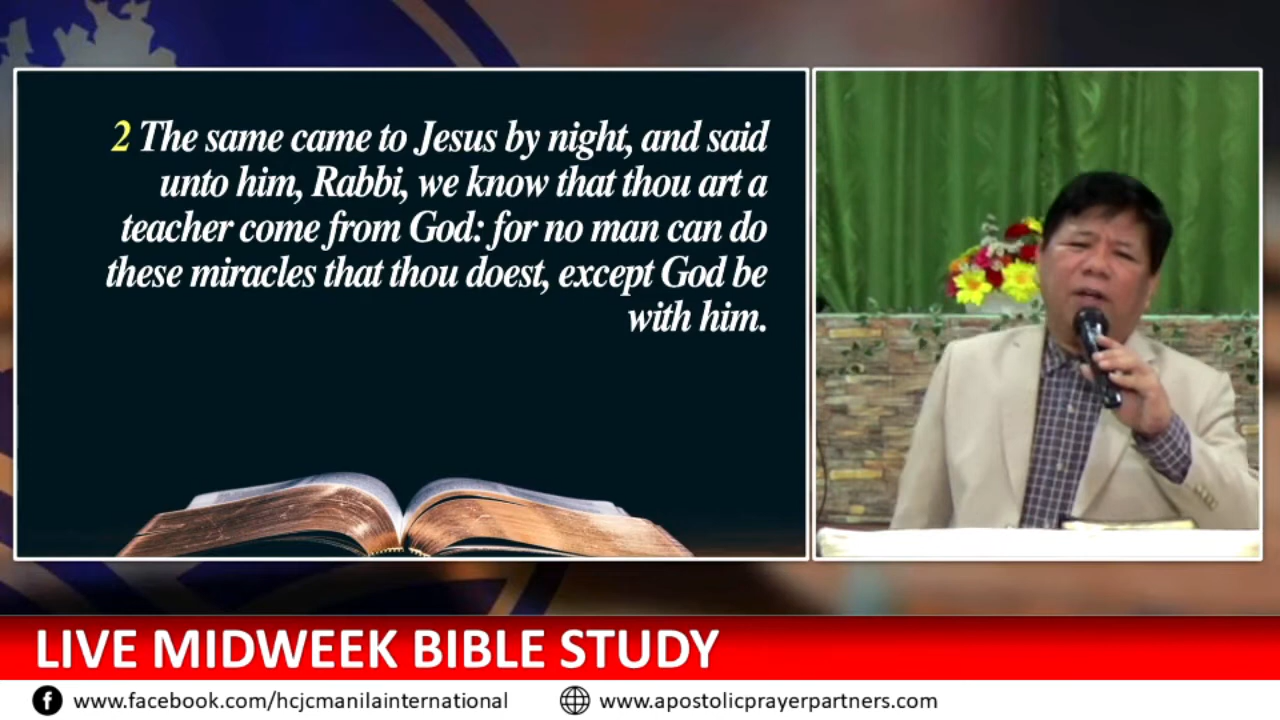 2 The same came to Jesus by night, and said
unto him, Rabbi, we know that thou art a
teacher come from God: for no man can do
these miracles that thou doest, except God be
with him.
LIVE MIDWEEK BIBLE STUDY
www.facebook.com/hcjcmanilainternational
www.apostolicprayerpartners.com